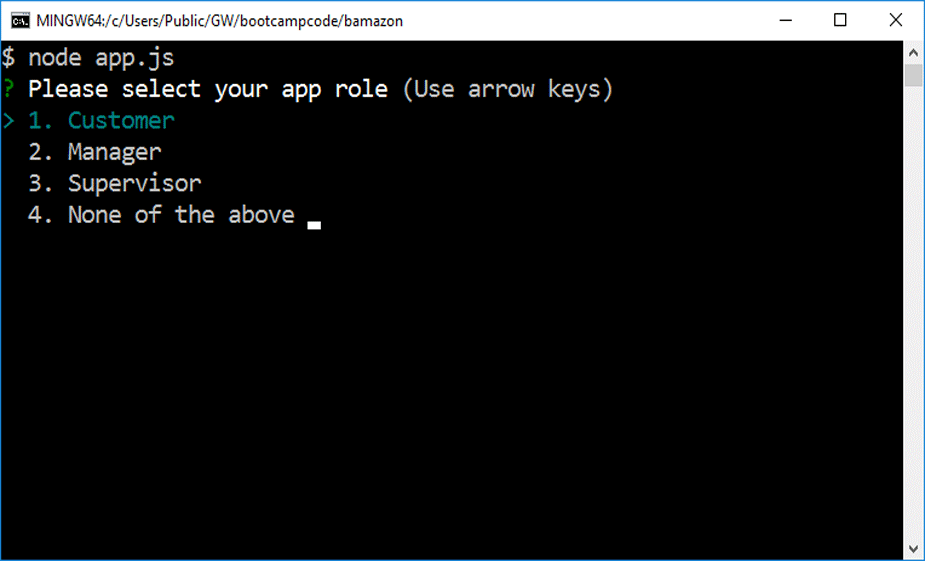 MINGW64:/c/Users/Public/GW/bootcampcode/bamazon
$ node app.js
? Please select your app role (Use arrow keys)
> 1. Customer
2. Manager
3. Supervisor
4. None of the above